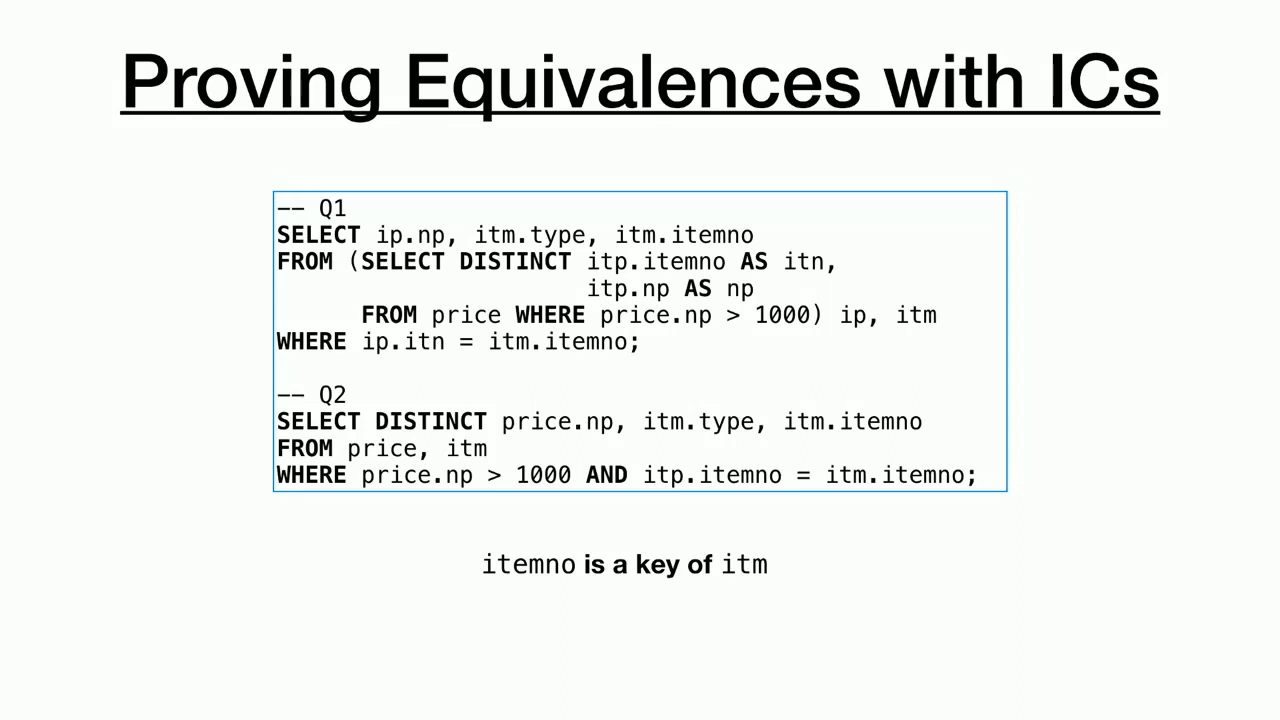 Proving Equivalences with ICs
-- Q1
SELECT ip.np, itm.type, itm.itemno
FROM (SELECT DISTINCT itp.itemno AS itn,
itp.np AS np
FROM price WHERE price.np > 1000) ip, itm
WHERE ip.itn = itm.itemno;
-- Q2
SELECT DISTINCT price.np, itm.type, itm.itemno
FROM price, itm
WHERE price.np > 1000 AND itp.itemno = itm.itemno;
itemno is a key of itm